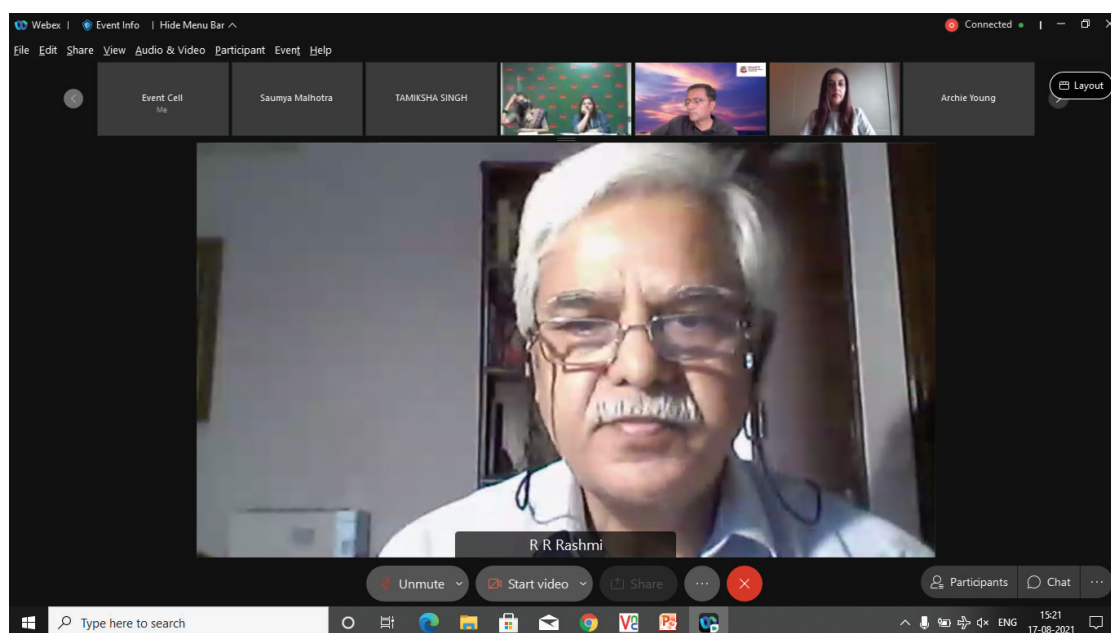 Webex | Event Info | Hide Menu Bar
Connected
File Edit Share View Audio & Video Participant Event Help
Layout
Event Cell
Me
Saumya Malhotra
TAMIKSHA SINGH
Archie Young
R R Rashmi
Unmute
Start video
Share
Participants
Chat
Type here to search
ENG
15:21
17-08-2021